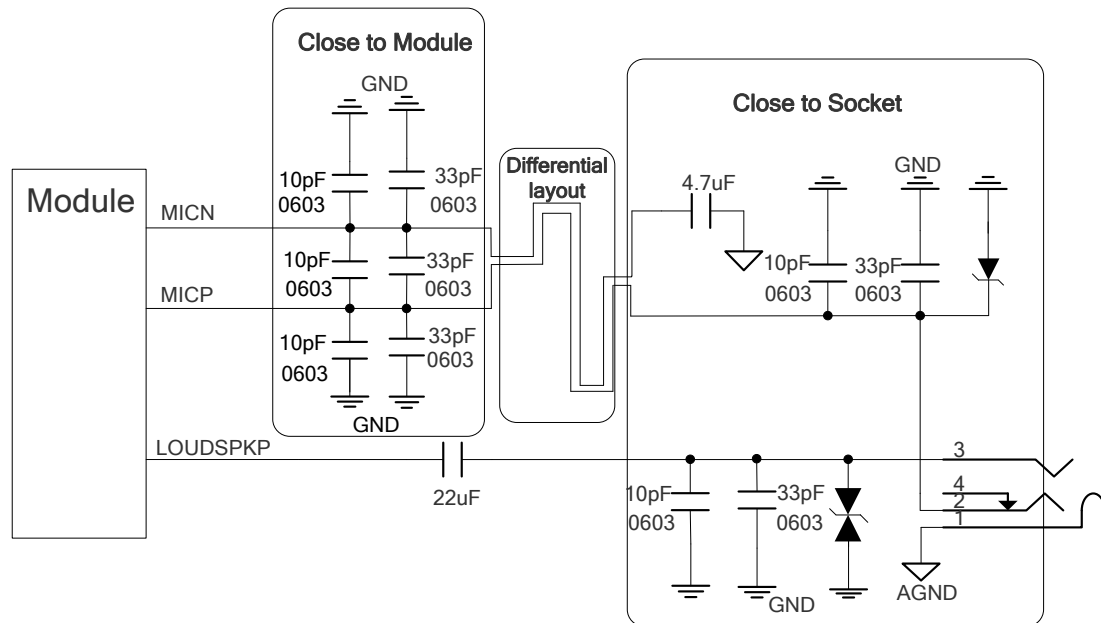 Close to Module
GND
10pF
0603
33pF
0603
Module
MICN
10pF
0603
33pF
0603
MICP
10pF
0603
33pF
0603
GND
LOUDSPKP
22uF
Differential
layout
Close to Socket
4.7uF
GND
10pF
0603
33pF
0603
10pF
0603
33pF
0603
GND
3
4
2
1
AGND